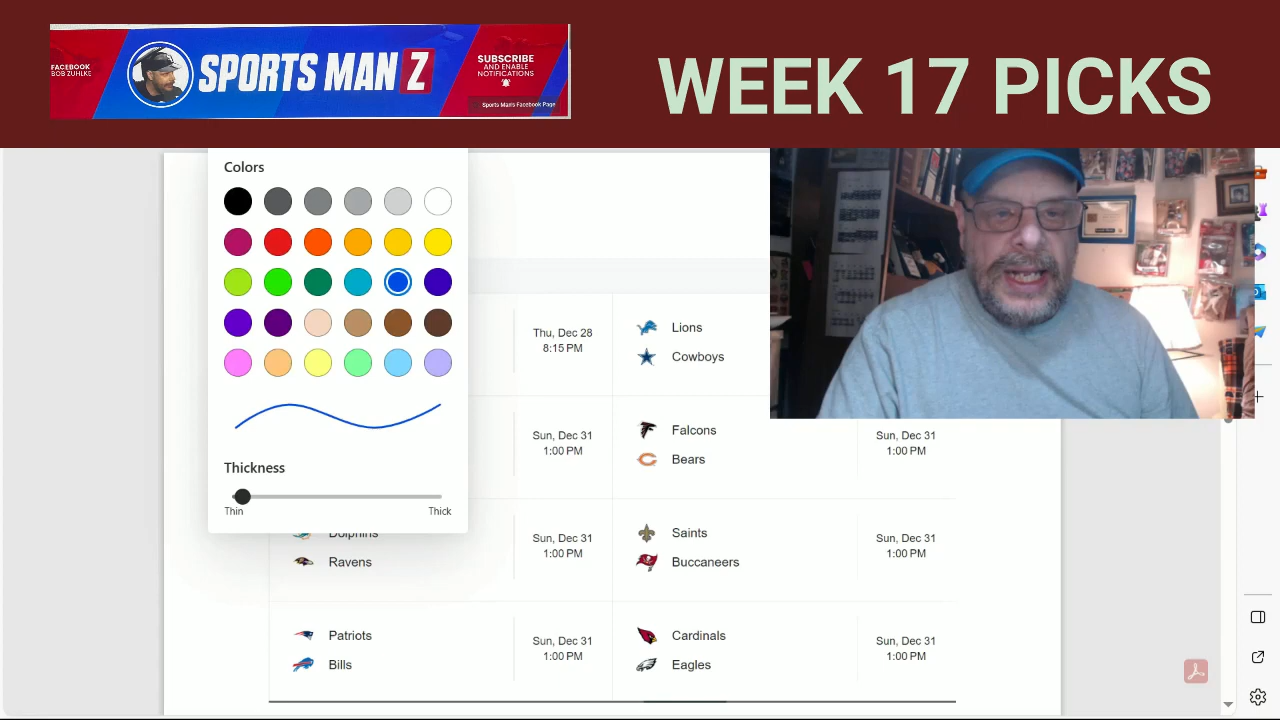 FACEBOOK
BOB ZUHLKE
SPORTS MAN Z
SUBSCRIBE
AND ENABLE
NOTIFICATIONS
Sports Man's Facebook Page
WEEK 17 PICKS
Colors
Thickness
Thin
Thick
Thu, Dec 28
8:15 PM
Lions
Cowboys
Sun, Dec 31
1:00 PM
Falcons
Bears
Sun, Dec 31
1:00 PM
Dolphins
Ravens
Sun, Dec 31
1:00 PM
Saints
Buccaneers
Sun, Dec 31
1:00 PM
Patriots
Bills
Sun, Dec 31
1:00 PM
Cardinals
Eagles
Sun, Dec 31
1:00 PM